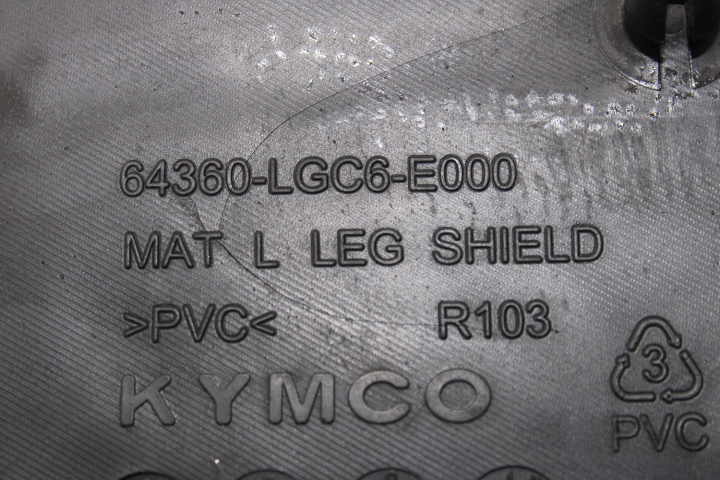 64360-LGC6-E000
MAT L LEG SHIELD
>PVC< R103
KYMCO
3
PVC